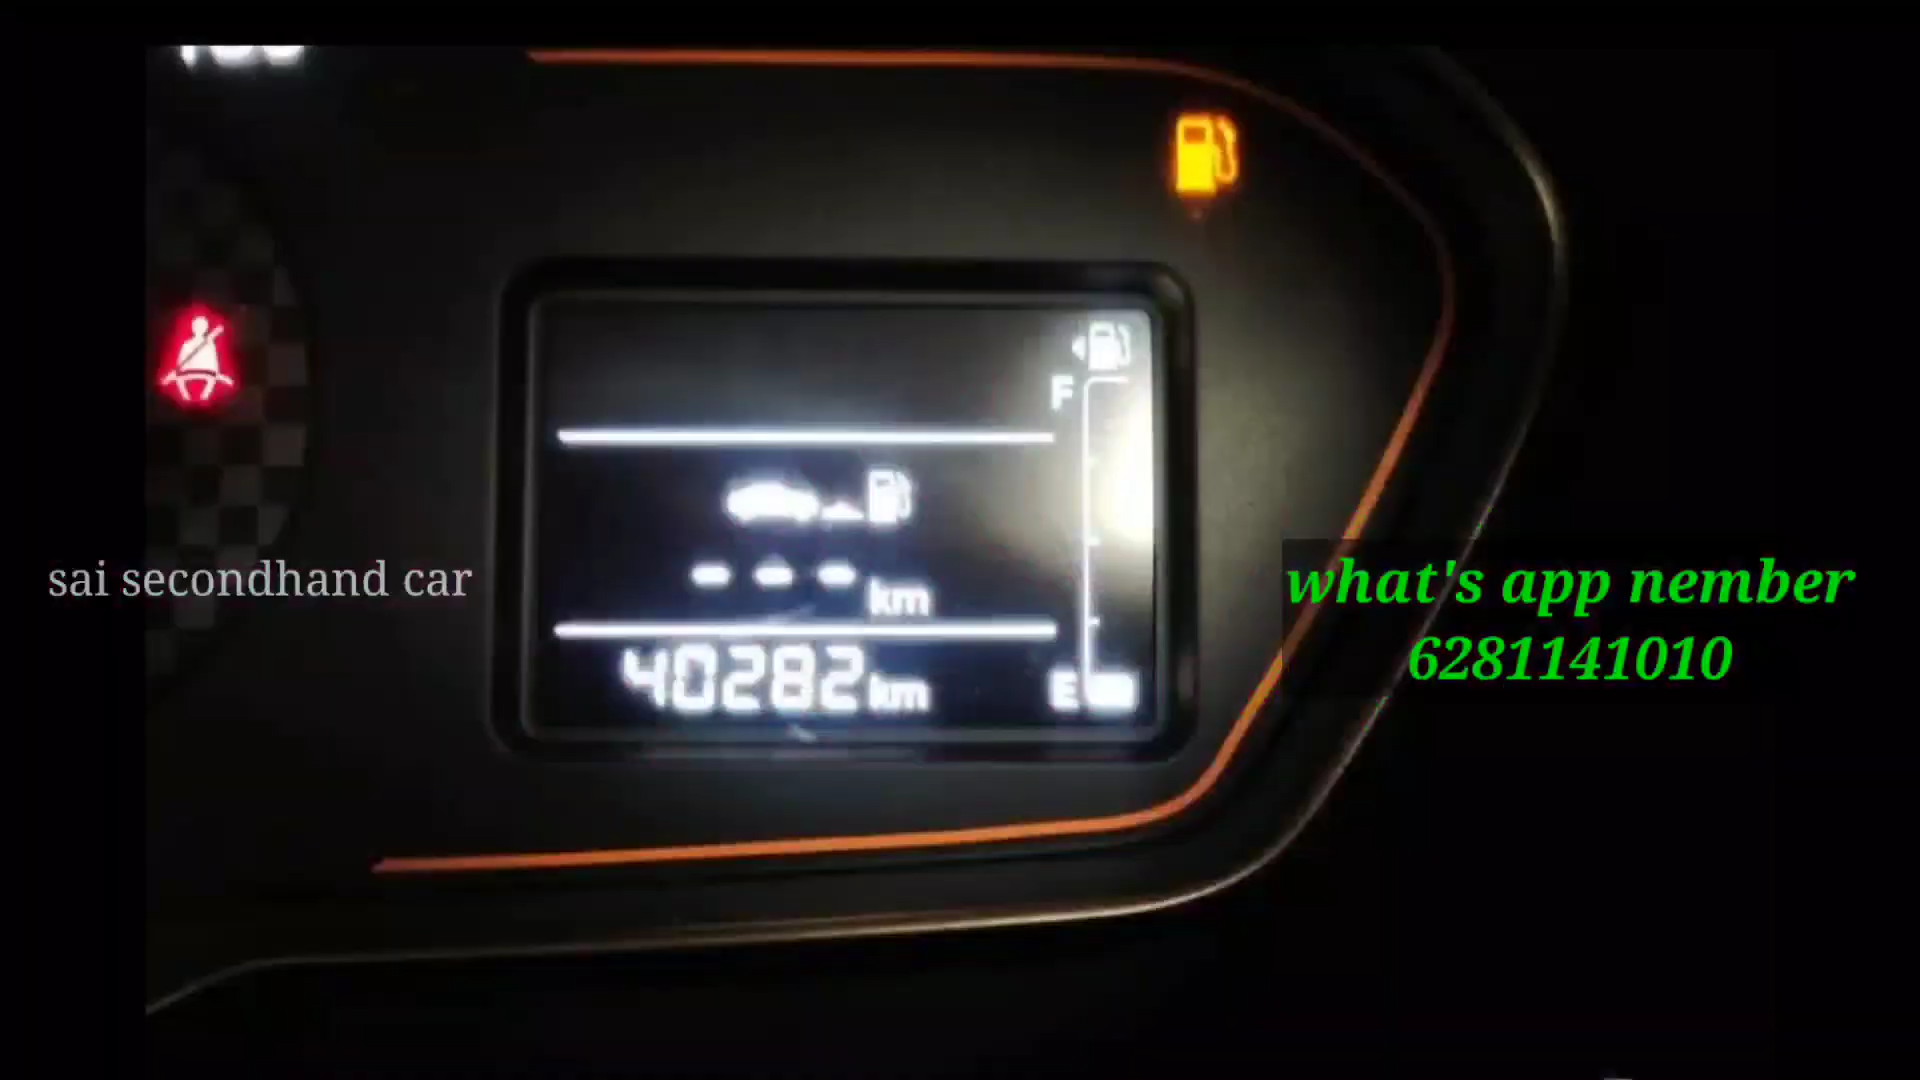 F
- - - km
sai secondhand car
what's app nember
6281141010
40282 km
E